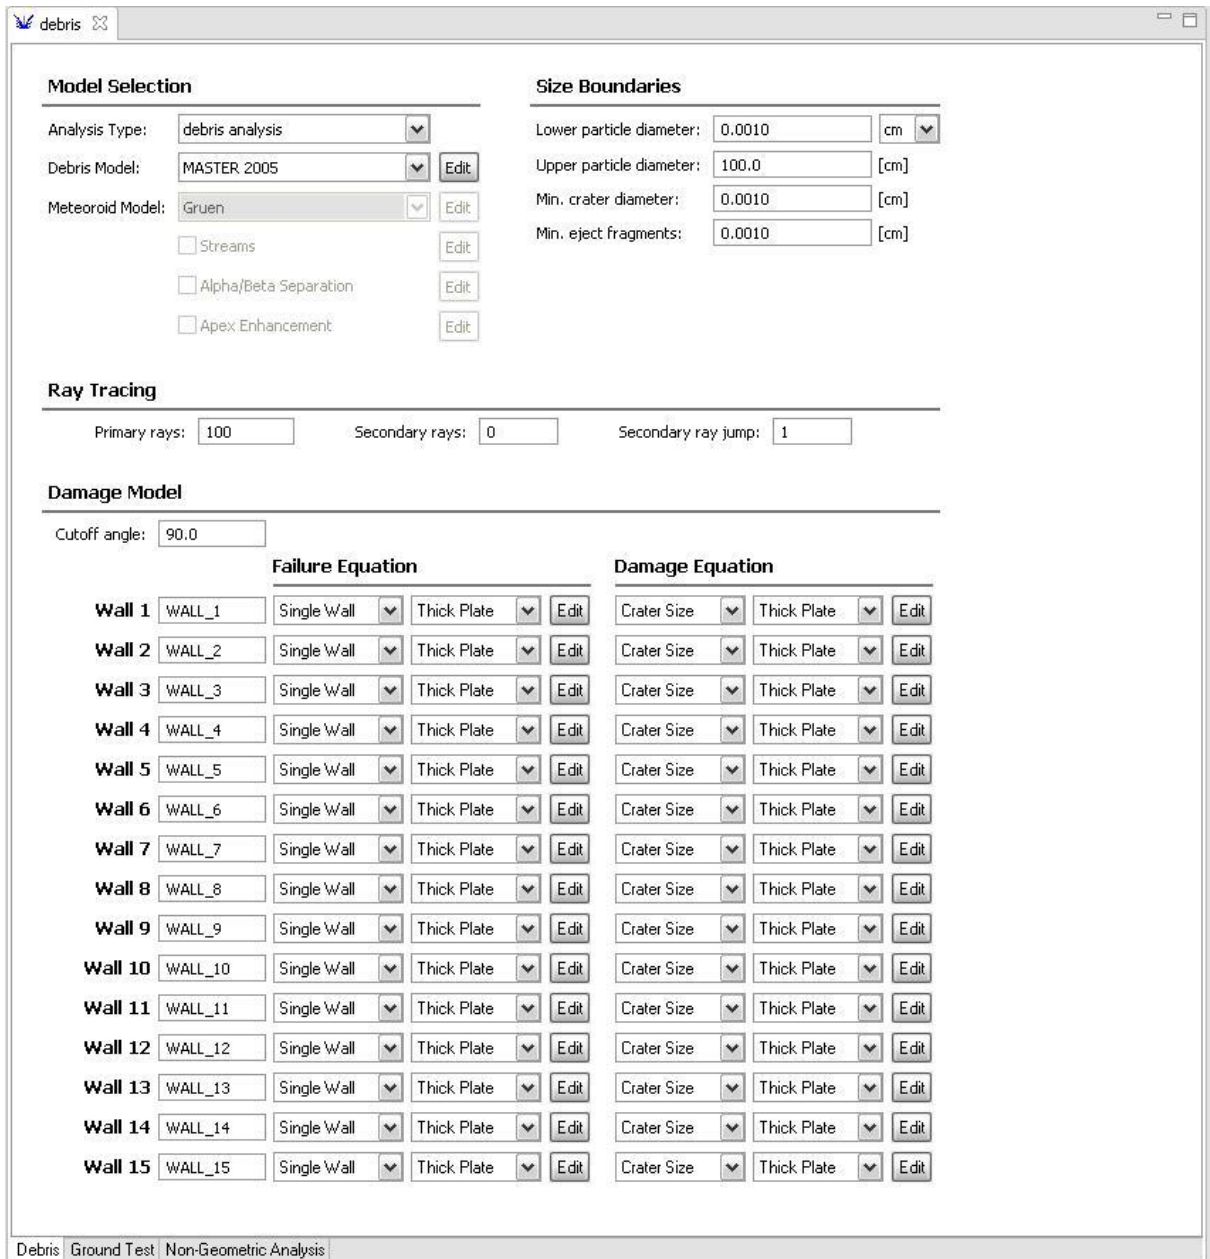 debris
Model Selection
Analysis Type: debris analysis
Debris Model: MASTER 2005 Edit
Meteoroid Model: Gruen Edit
Streams Edit
Alpha/Beta Separation Edit
Apex Enhancement Edit
Size Boundaries
Lower particle diameter: 0.0010 cm
Upper particle diameter: 100.0 [cm]
Min. crater diameter: 0.0010 [cm]
Min. eject fragments: 0.0010 [cm]
Ray Tracing
Primary rays: 100 Secondary rays: 0 Secondary ray jump: 1
Damage Model
Cutoff angle: 90.0
Failure Equation Damage Equation
Wall 1 WALL_1 Single Wall Thick Plate Edit Crater Size Thick Plate Edit
Wall 2 WALL_2 Single Wall Thick Plate Edit Crater Size Thick Plate Edit
Wall 3 WALL_3 Single Wall Thick Plate Edit Crater Size Thick Plate Edit
Wall 4 WALL_4 Single Wall Thick Plate Edit Crater Size Thick Plate Edit
Wall 5 WALL_5 Single Wall Thick Plate Edit Crater Size Thick Plate Edit
Wall 6 WALL_6 Single Wall Thick Plate Edit Crater Size Thick Plate Edit
Wall 7 WALL_7 Single Wall Thick Plate Edit Crater Size Thick Plate Edit
Wall 8 WALL_8 Single Wall Thick Plate Edit Crater Size Thick Plate Edit
Wall 9 WALL_9 Single Wall Thick Plate Edit Crater Size Thick Plate Edit
Wall 10 WALL_10 Single Wall Thick Plate Edit Crater Size Thick Plate Edit
Wall 11 WALL_11 Single Wall Thick Plate Edit Crater Size Thick Plate Edit
Wall 12 WALL_12 Single Wall Thick Plate Edit Crater Size Thick Plate Edit
Wall 13 WALL_13 Single Wall Thick Plate Edit Crater Size Thick Plate Edit
Wall 14 WALL_14 Single Wall Thick Plate Edit Crater Size Thick Plate Edit
Wall 15 WALL_15 Single Wall Thick Plate Edit Crater Size Thick Plate Edit
Debris Ground Test Non-Geometric Analysis